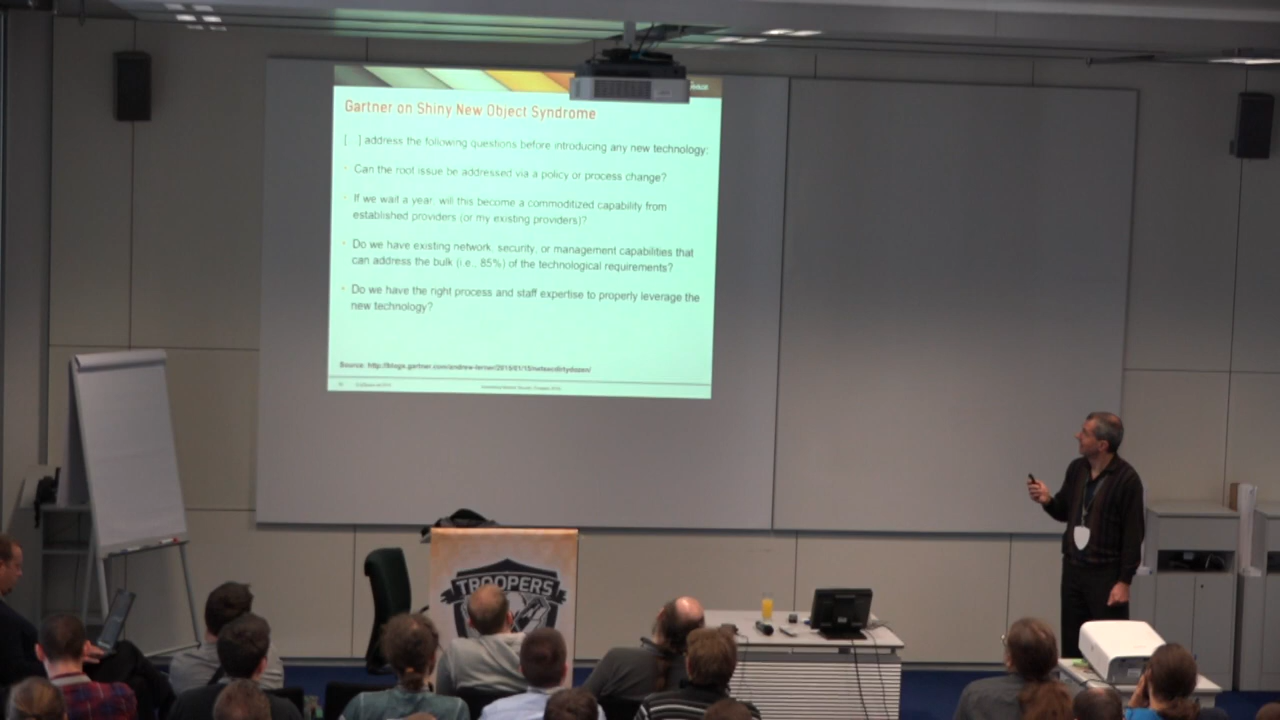 Gartner on Shiny New Object Syndrome
[ ] address the following questions before introducing any new technology:
Can the root issue be addressed via a policy or process change?
If we wait a year, will this become a commoditized capability from
established providers (or my existing providers)?
Do we have existing network, security, or management capabilities that
can address the bulk (i.e., 85%) of the technological requirements?
Do we have the right process and staff expertise to properly leverage the
new technology?
Source: http://blogs.gartner.com/andrew-lerner/2015/01/15/netsecdirtydozen/
TROOPERS